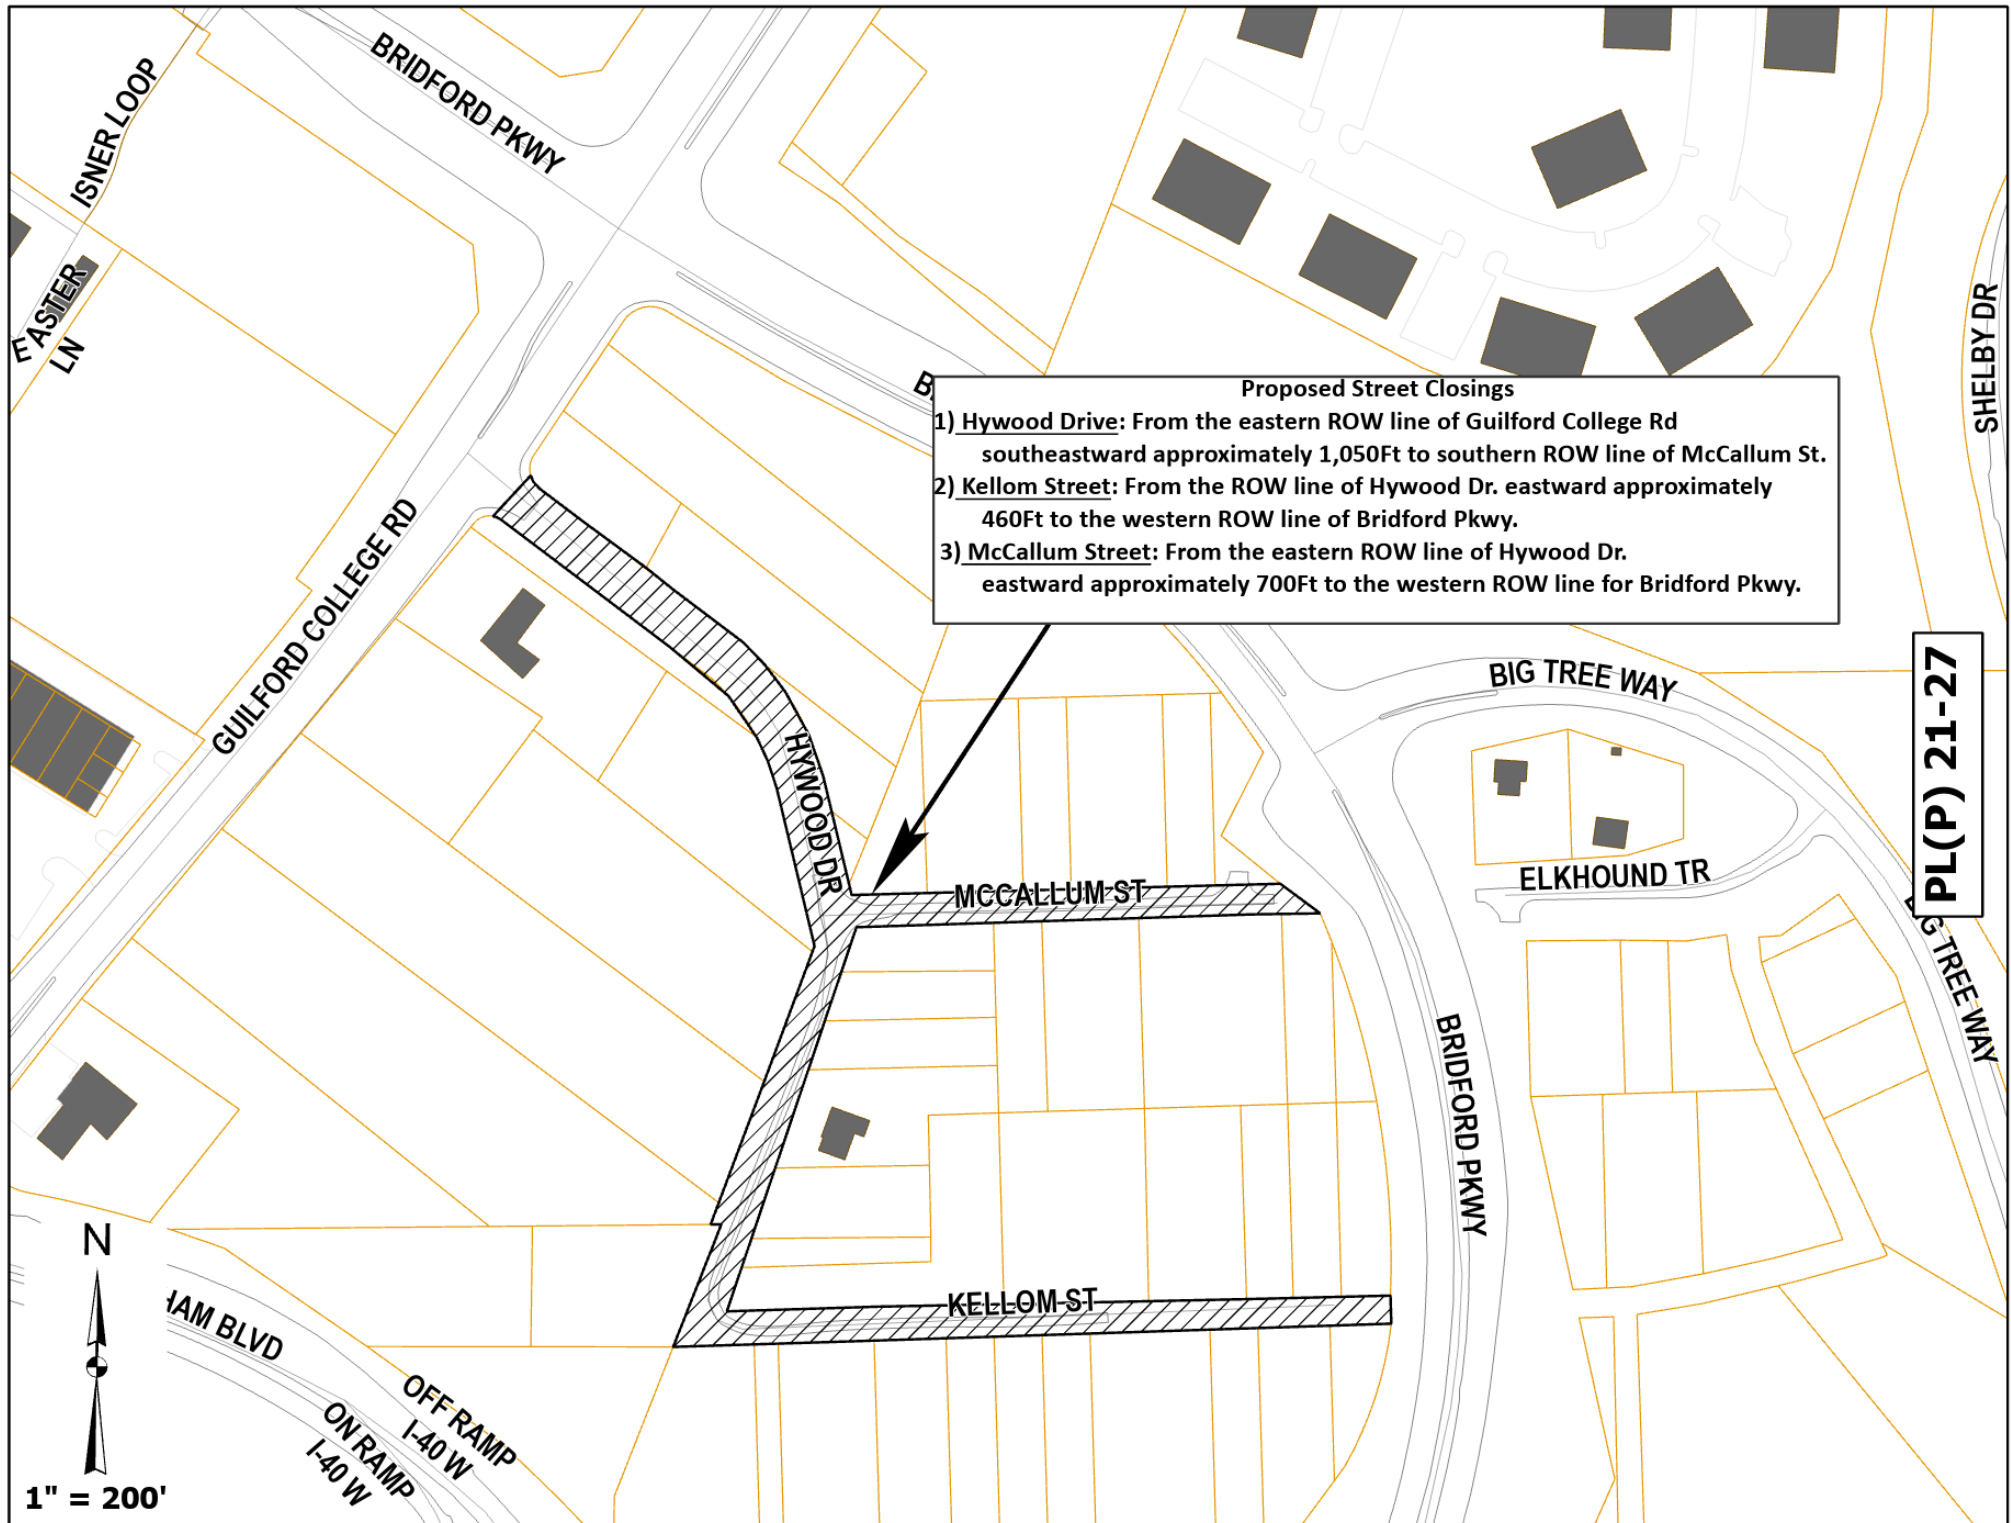 BRIDFORD PKWY
ISNER LOOP
EASTER
LN
SHELBY DR
Proposed Street Closings
1) Hywood Drive: From the eastern ROW line of Guilford College Rd
southeastward approximately 1,050Ft to southern ROW line of McCallum St.
2) Kellom Street: From the ROW line of Hywood Dr. eastward approximately
460Ft to the western ROW line of Bridford Pkwy.
3) McCallum Street: From the eastern ROW line of Hywood Dr.
eastward approximately 700Ft to the western ROW line for Bridford Pkwy.
GUILFORD COLLEGE RD
BIG TREE WAY
PL(P) 21-27
HYWOOD DR
MCCALLUM ST
ELKHOUND TR
BIG TREE WAY
BRIDFORD PKWY
N
KELLOM ST
HAM BLVD
OFF RAMP
I-40 W
ON RAMP
I-40 W
1" = 200'